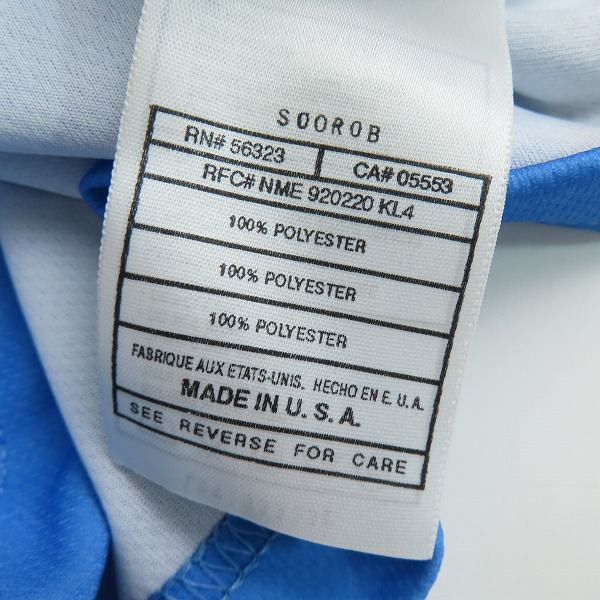 SOOROB
RN# 56323 CA# 05553
RFC# NME 920220 KL4
100% POLYESTER
100% POLYESTER
100% POLYESTER
FABRIQUE AUX ETATS-UNIS. HECHO EN E. U.A.
MADE IN U. S. A.
SEE REVERSE FOR CARE